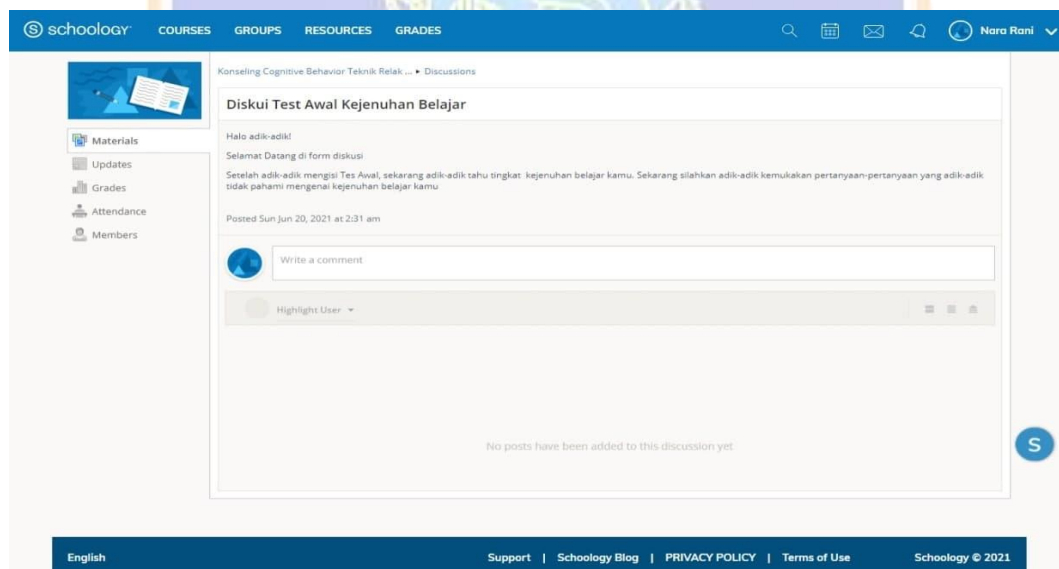 schoology
COURSES GROUPS RESOURCES GRADES Nara Rani
Konseling Cognitive Behavior Teknik Relak ... ▸ Discussions
Diskui Test Awal Kejenuhan Belajar
Materials
Updates
Grades
Attendance
Members
Halo adik-adik!
Selamat Datang di form diskusi
Setelah adik-adik mengisi Tes Awal, sekarang adik-adik tahu tingkat kejenuhan belajar kamu. Sekarang silahkan adik-adik kemukakan pertanyaan-pertanyaan yang adik-adik
tidak pahami mengenai kejenuhan belajar kamu
Posted Sun Jun 20, 2021 at 2:31 am
Write a comment
Highlight User
No posts have been added to this discussion yet
S
English Support | Schoology Blog | PRIVACY POLICY | Terms of Use Schoology © 2021